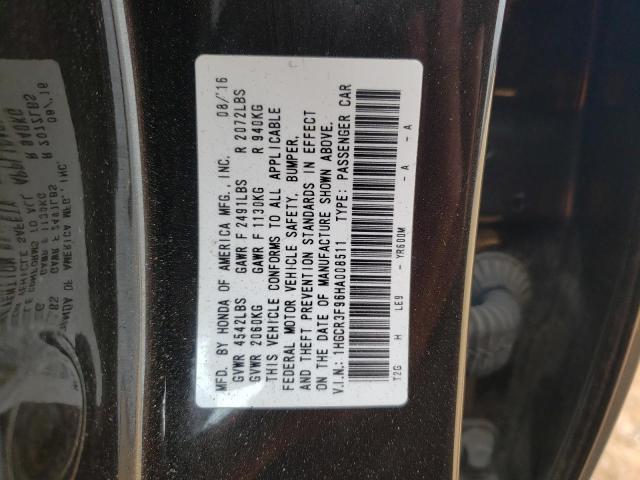 MFD. BY HONDA OF AMERICA MFG., INC. 08/'16
GVWR 4542LBS GAWR F 2491LBS R 2072LBS
GVWR 2060KG GAWR F 1130KG R 940KG
THIS VEHICLE CONFORMS TO ALL APPLICABLE
FEDERAL MOTOR VEHICLE SAFETY, BUMPER,
AND THEFT PREVENTION STANDARDS IN EFFECT
ON THE DATE OF MANUFACTURE SHOWN ABOVE.
V.I.N.: 1HGCR3F96HA008511 TYPE: PASSENGER CAR
T2G H LE9 - YR600M - A - A